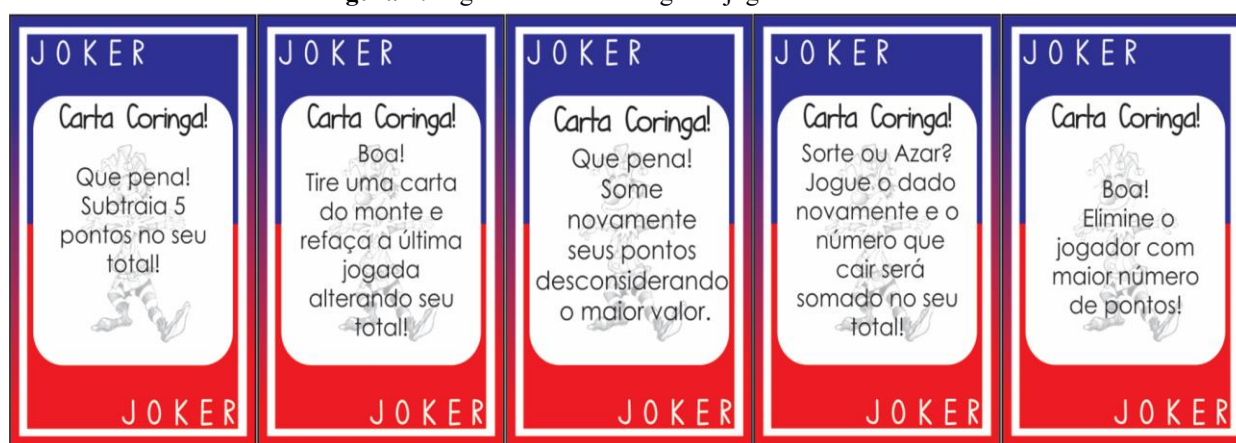 JOKER
Carta Coringa!
Que pena!
Subtraia 5
pontos no seu
total!
JOKER
JOKER
Carta Coringa!
Boa!
Tire uma carta
do monte e
refaça a última
jogada
alterando seu
total!
JOKER
JOKER
Carta Coringa!
Que pena!
Some
novamente
seus pontos
desconsiderando
o maior valor.
JOKER
JOKER
Carta Coringa!
Sorte ou Azar?
Jogue o dado
novamente e o
número que
cair será
somado no seu
total!
JOKER
JOKER
Carta Coringa!
Boa!
Elimine o
jogador com
maior número
de pontos!
JOKER